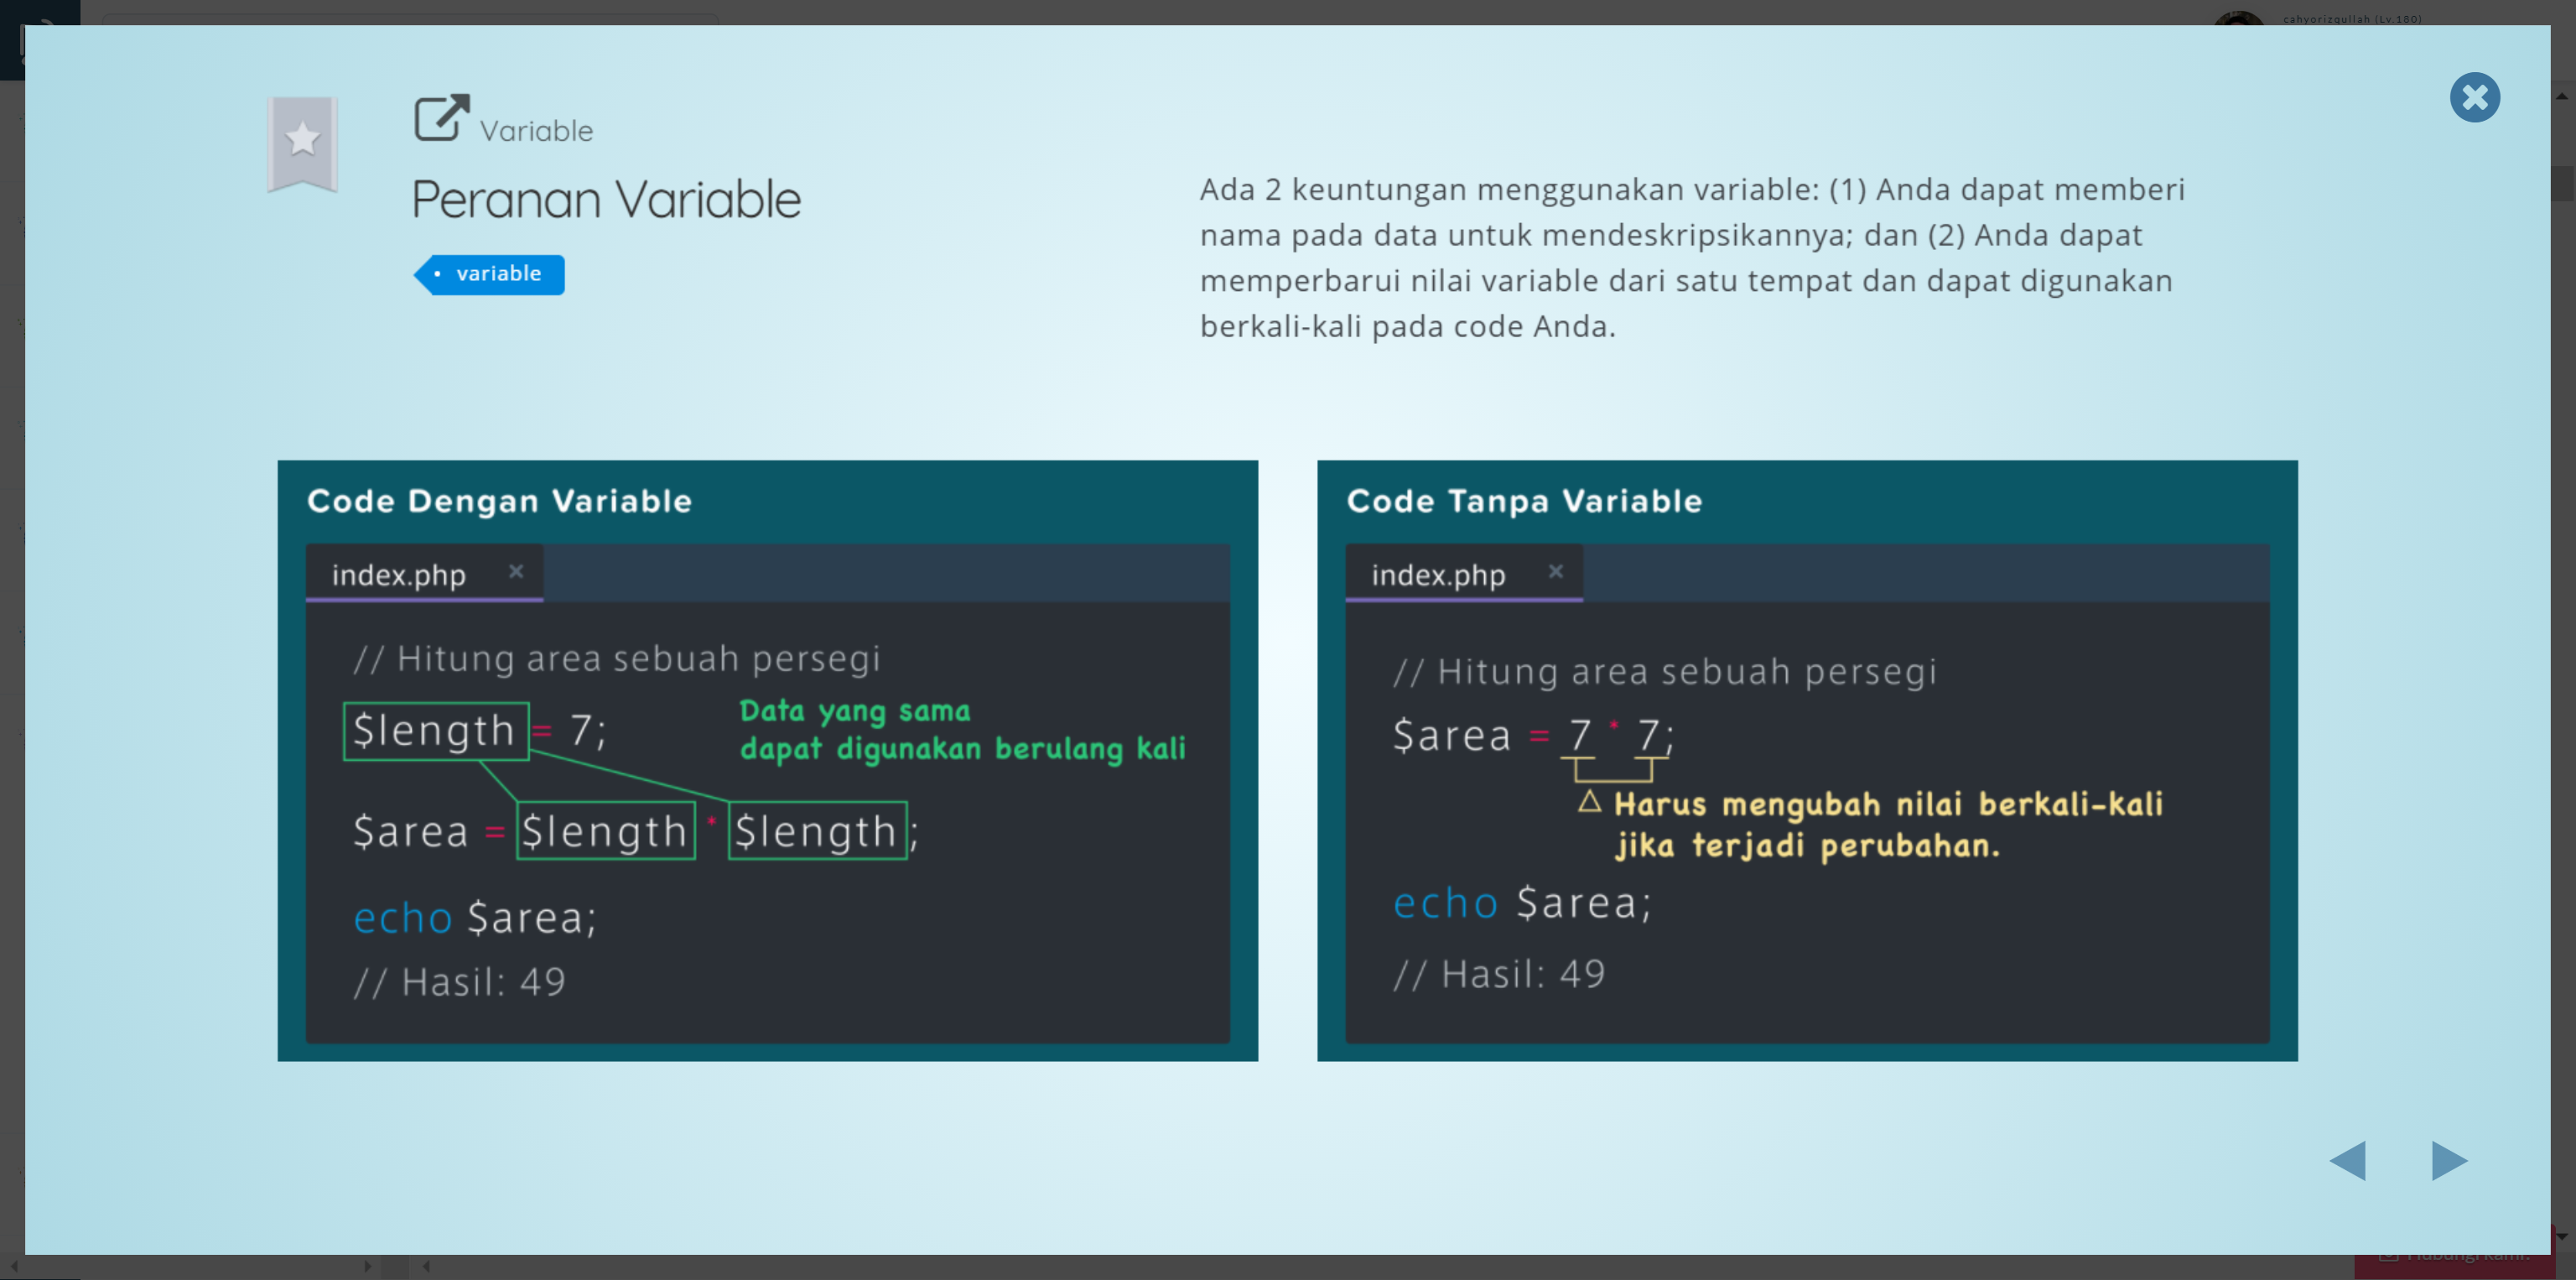 cahyorizqullah (Lv.180)
Variable
Peranan Variable
• variable
Ada 2 keuntungan menggunakan variable: (1) Anda dapat memberi
nama pada data untuk mendeskripsikannya; dan (2) Anda dapat
memperbarui nilai variable dari satu tempat dan dapat digunakan
berkali-kali pada code Anda.
Code Dengan Variable
index.php ×
// Hitung area sebuah persegi
$length = 7;
Data yang sama
dapat digunakan berulang kali
$area = $length * $length;
echo $area;
// Hasil: 49
Code Tanpa Variable
index.php ×
// Hitung area sebuah persegi
$area = 7 * 7;
Harus mengubah nilai berkali-kali
jika terjadi perubahan.
echo $area;
// Hasil: 49